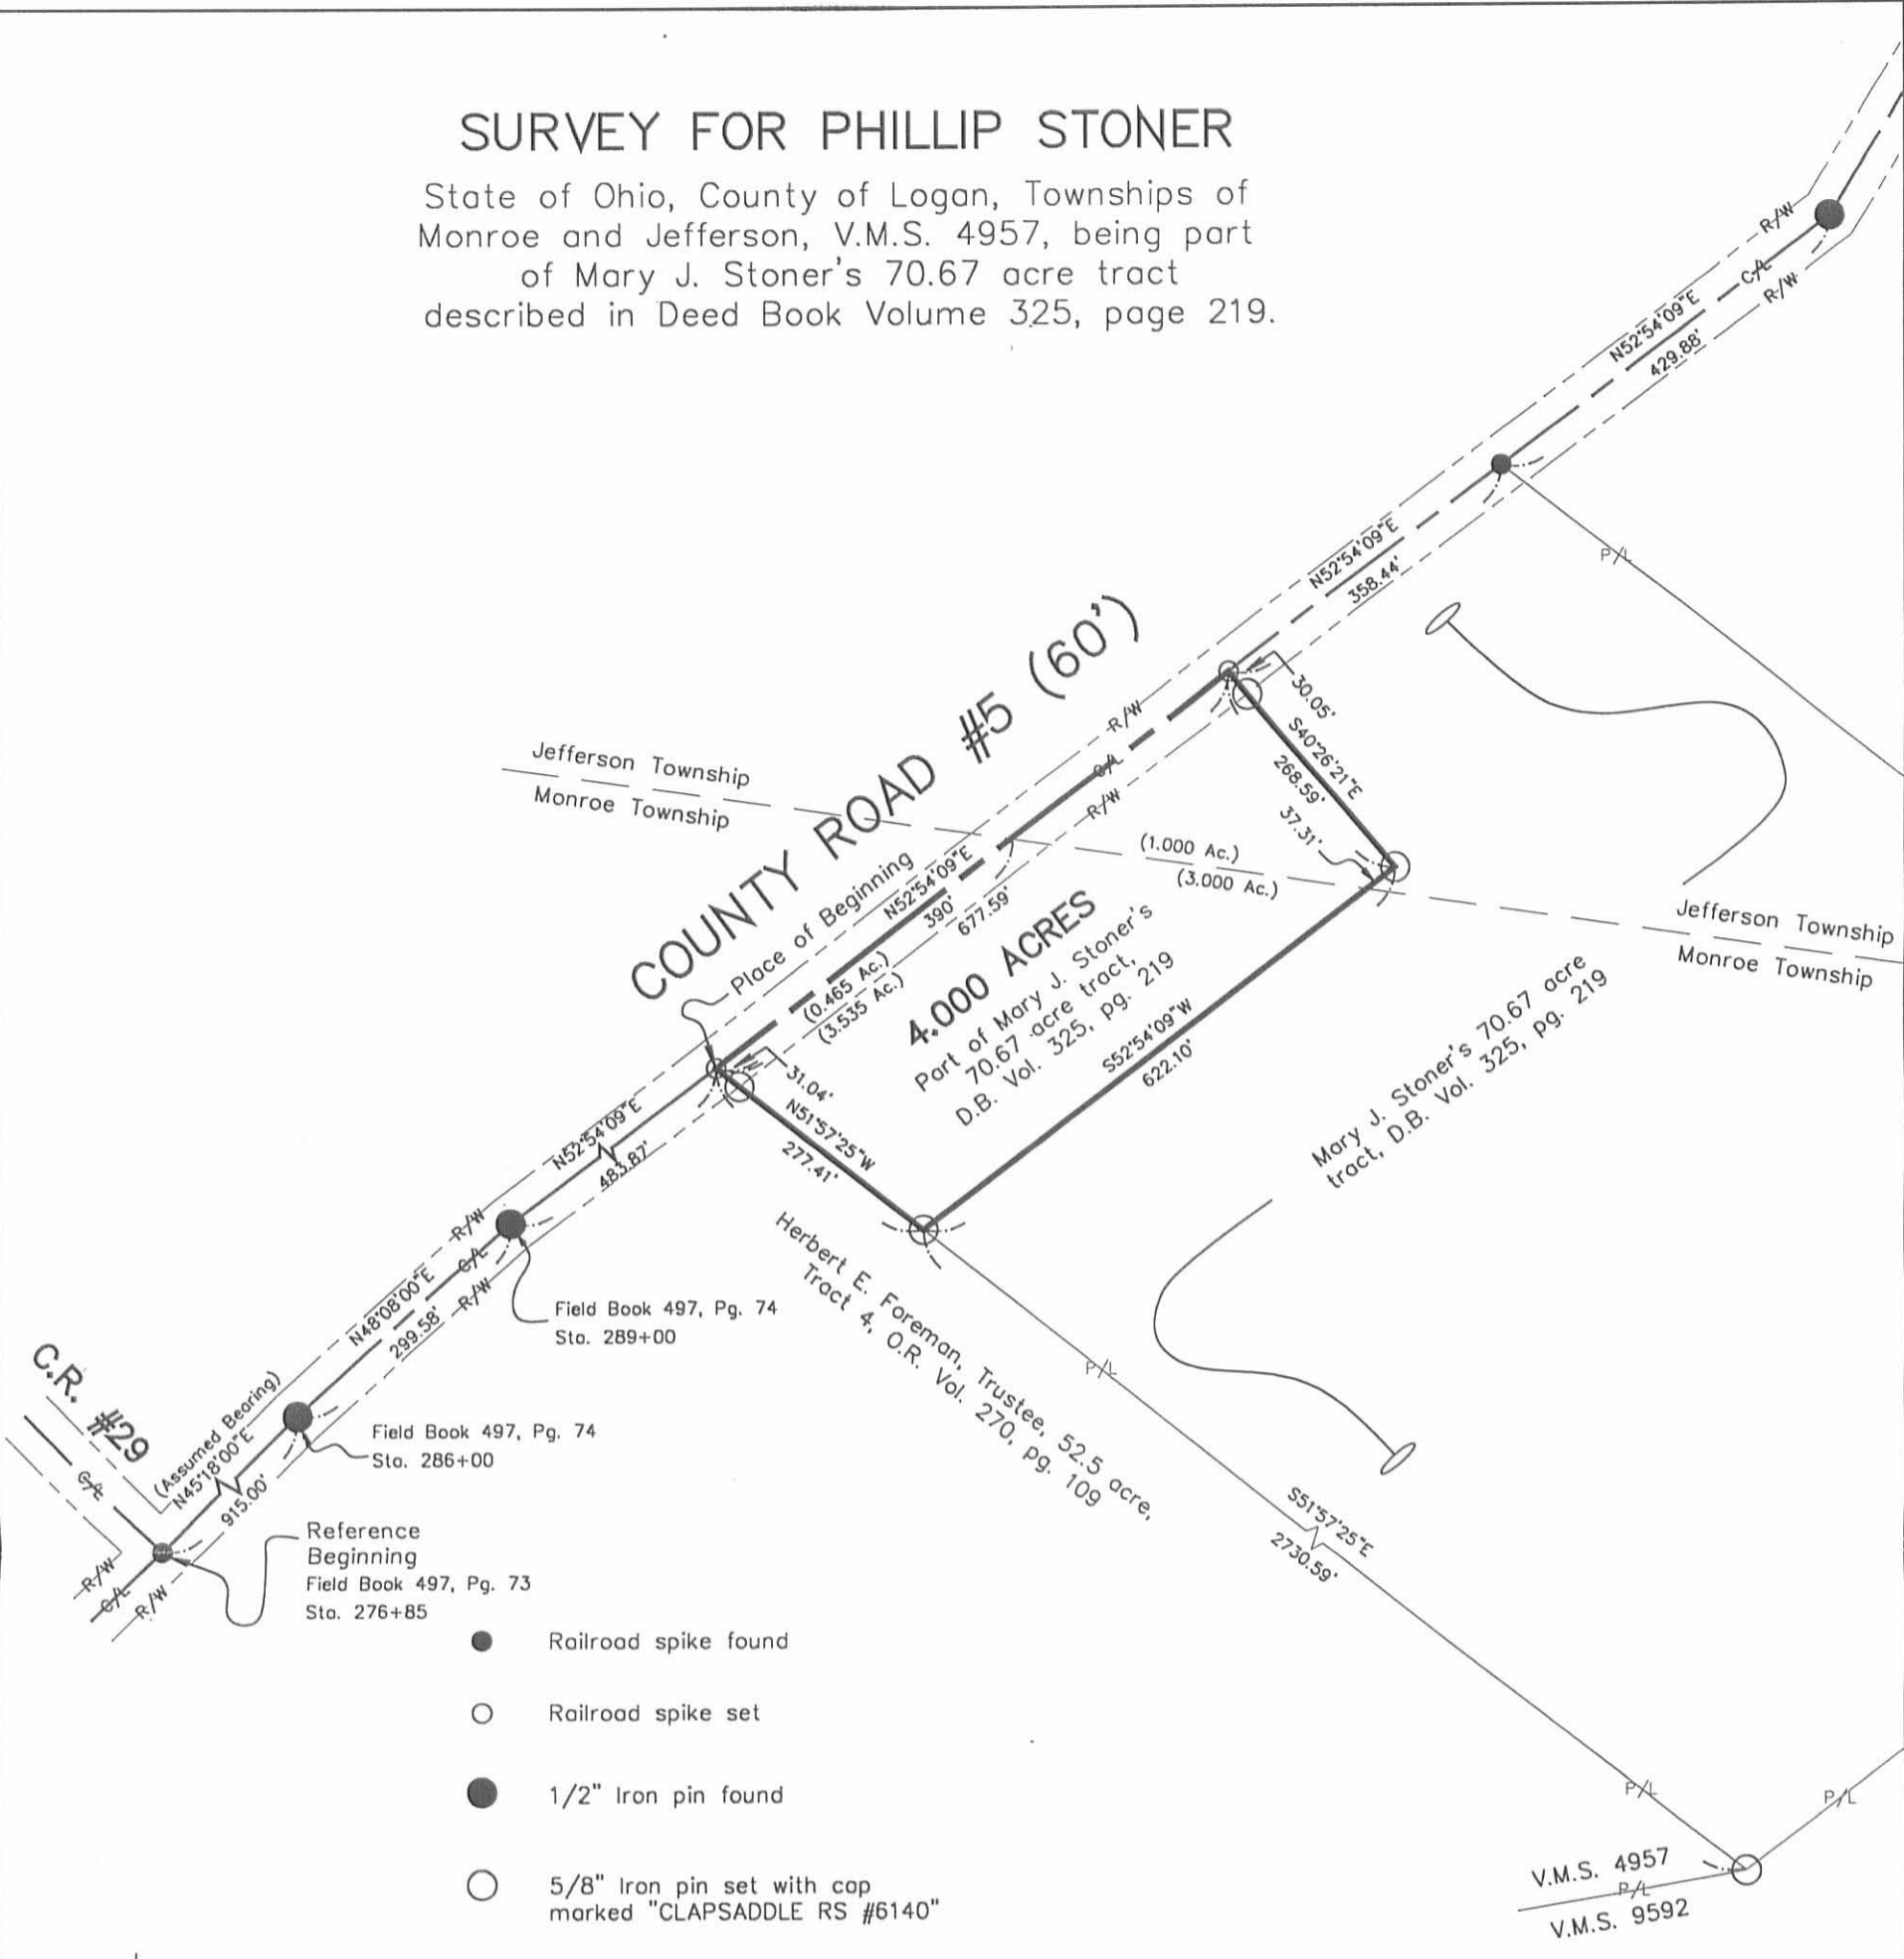 SURVEY FOR PHILLIP STONER
State of Ohio, County of Logan, Townships of
Monroe and Jefferson, V.M.S. 4957, being part
of Mary J. Stoner's 70.67 acre tract
described in Deed Book Volume 325, page 219.
R/W
C/L
R/W
N52°54'09"E
429.88'
P/L
N52°54'09"E
358.44'
COUNTY ROAD #5 (60')
R/W
C/L
R/W
30.05'
S40°26'21"E
268.59'
37.31'
Jefferson Township
Monroe Township
(1.000 Ac.)
(3.000 Ac.)
Jefferson Township
Monroe Township
Place of Beginning
N52°54'09"E
390'
677.59'
(0.465 Ac.)
(3.535 Ac.)
4.000 ACRES
Part of Mary J. Stoner's
70.67 acre tract,
D.B. Vol. 325, pg. 219
S52°54'09"W
622.10'
31.04'
N51°57'25"W
277.41'
Mary J. Stoner's 70.67 acre
tract, D.B. Vol. 325, pg. 219
N52°54'09"E
483.87'
R/W
C/L
R/W
N48°08'00"E
299.58'
Field Book 497, Pg. 74
Sta. 289+00
Herbert E. Foreman, Trustee, 52.5 acre,
Tract 4, O.R. Vol. 270, pg. 109
P/L
C.R. #29
C/L
(Assumed Bearing)
N45°18'00"E
915.00'
Field Book 497, Pg. 74
Sta. 286+00
Reference
Beginning
Field Book 497, Pg. 73
Sta. 276+85
R/W
C/L
R/W
S51°57'25"E
2730.59'
Railroad spike found
Railroad spike set
1/2" Iron pin found
5/8" Iron pin set with cap
marked "CLAPSADDLE RS #6140"
P/L
P/L
V.M.S. 4957
P/L
V.M.S. 9592